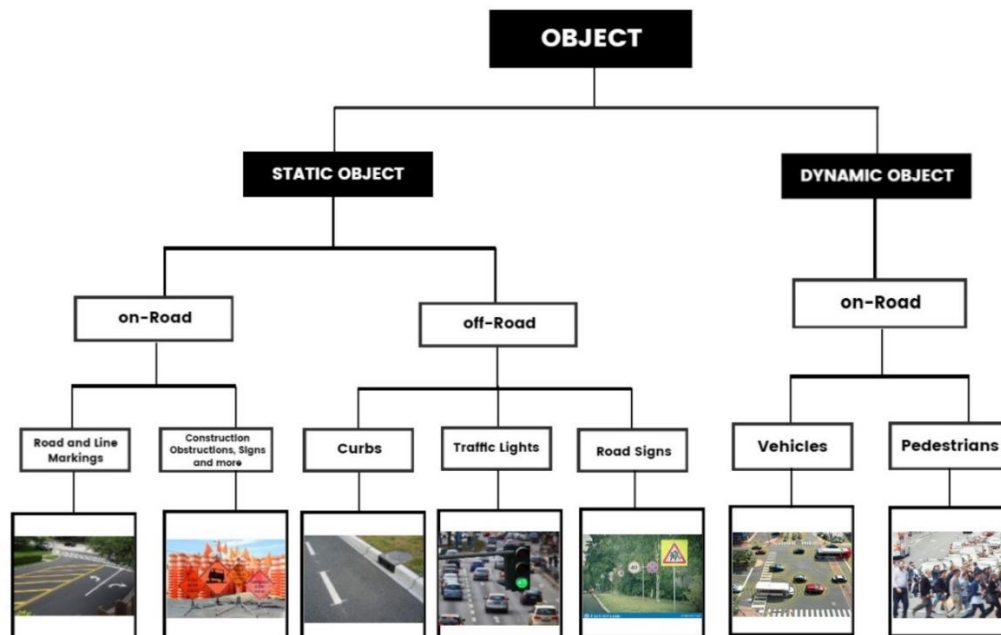 OBJECT
STATIC OBJECT
DYNAMIC OBJECT
on-Road
off-Road
on-Road
Road and Line
Markings
Construction
Obstructions, Signs
and more
Curbs
Traffic Lights
Road Signs
Vehicles
Pedestrians